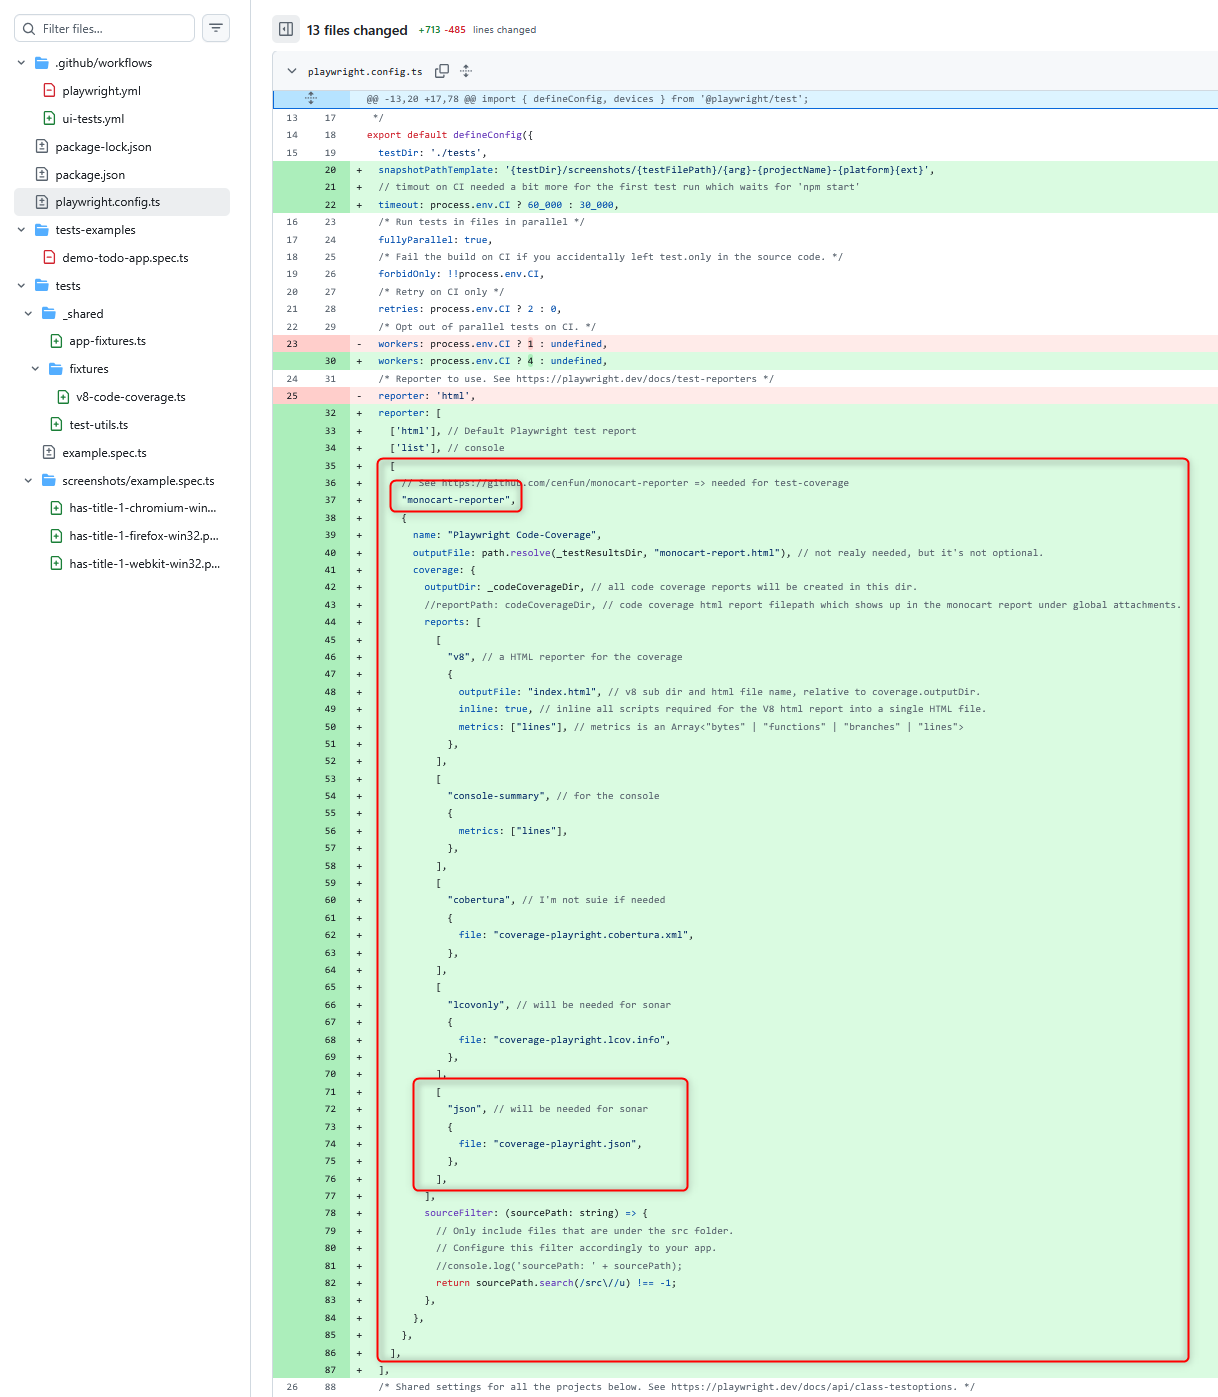 Filter files...
13 files changed +713 -485 lines changed
.github/workflows
playwright.yml
ui-tests.yml
package-lock.json
package.json
playwright.config.ts
tests-examples
demo-todo-app.spec.ts
tests
_shared
app-fixtures.ts
fixtures
v8-code-coverage.ts
test-utils.ts
example.spec.ts
screenshots/example.spec.ts
has-title-1-chromium-win...
has-title-1-firefox-win32.p...
has-title-1-webkit-win32.p...
playwright.config.ts
@@ -13,20 +17,78 @@ import { defineConfig, devices } from '@playwright/test';
13 17 */
14 18 export default defineConfig({
15 19 testDir: './tests',
20 + snapshotPathTemplate: '{testDir}/screenshots/{testFilePath}/{arg}-{projectName}-{platform}{ext}',
21 + // timout on CI needed a bit more for the first test run which waits for 'npm start'
22 + timeout: process.env.CI ? 60_000 : 30_000,
16 23 /* Run tests in files in parallel */
17 24 fullyParallel: true,
18 25 /* Fail the build on CI if you accidentally left test.only in the source code. */
19 26 forbidOnly: !!process.env.CI,
20 27 /* Retry on CI only */
21 28 retries: process.env.CI ? 2 : 0,
22 29 /* Opt out of parallel tests on CI. */
23 - workers: process.env.CI ? 1 : undefined,
30 + workers: process.env.CI ? 4 : undefined,
24 31 /* Reporter to use. See https://playwright.dev/docs/test-reporters */
25 - reporter: 'html',
32 + reporter: [
33 + ['html'], // Default Playwright test report
34 + ['list'], // console
35 + [
36 + // See https://github.com/cenfun/monocart-reporter => needed for test-coverage
37 + "monocart-reporter",
38 + {
39 + name: "Playwright Code-Coverage",
40 + outputFile: path.resolve(_testResultsDir, "monocart-report.html"), // not realy needed, but it's not optional.
41 + coverage: {
42 + outputDir: _codeCoverageDir, // all code coverage reports will be created in this dir.
43 + //reportPath: codeCoverageDir, // code coverage html report filepath which shows up in the monocart report under global attachments.
44 + reports: [
45 + [
46 + "v8", // a HTML reporter for the coverage
47 + {
48 + outputFile: "index.html", // v8 sub dir and html file name, relative to coverage.outputDir.
49 + inline: true, // inline all scripts required for the V8 html report into a single HTML file.
50 + metrics: ["lines"], // metrics is an Array<"bytes" | "functions" | "branches" | "lines">
51 + },
52 + ],
53 + [
54 + "console-summary", // for the console
55 + {
56 + metrics: ["lines"],
57 + },
58 + ],
59 + [
60 + "cobertura", // I'm not suie if needed
61 + {
62 + file: "coverage-playright.cobertura.xml",
63 + },
64 + ],
65 + [
66 + "lcovonly", // will be needed for sonar
67 + {
68 + file: "coverage-playright.lcov.info",
69 + },
70 + ],
71 + [
72 + "json", // will be needed for sonar
73 + {
74 + file: "coverage-playright.json",
75 + },
76 + ],
77 + ],
78 + sourceFilter: (sourcePath: string) => {
79 + // Only include files that are under the src folder.
80 + // Configure this filter accordingly to your app.
81 + //console.log('sourcePath: ' + sourcePath);
82 + return sourcePath.search(/src\//u) !== -1;
83 + },
84 + },
85 + },
86 + ],
87 + ],
26 88 /* Shared settings for all the projects below. See https://playwright.dev/docs/api/class-testoptions. */